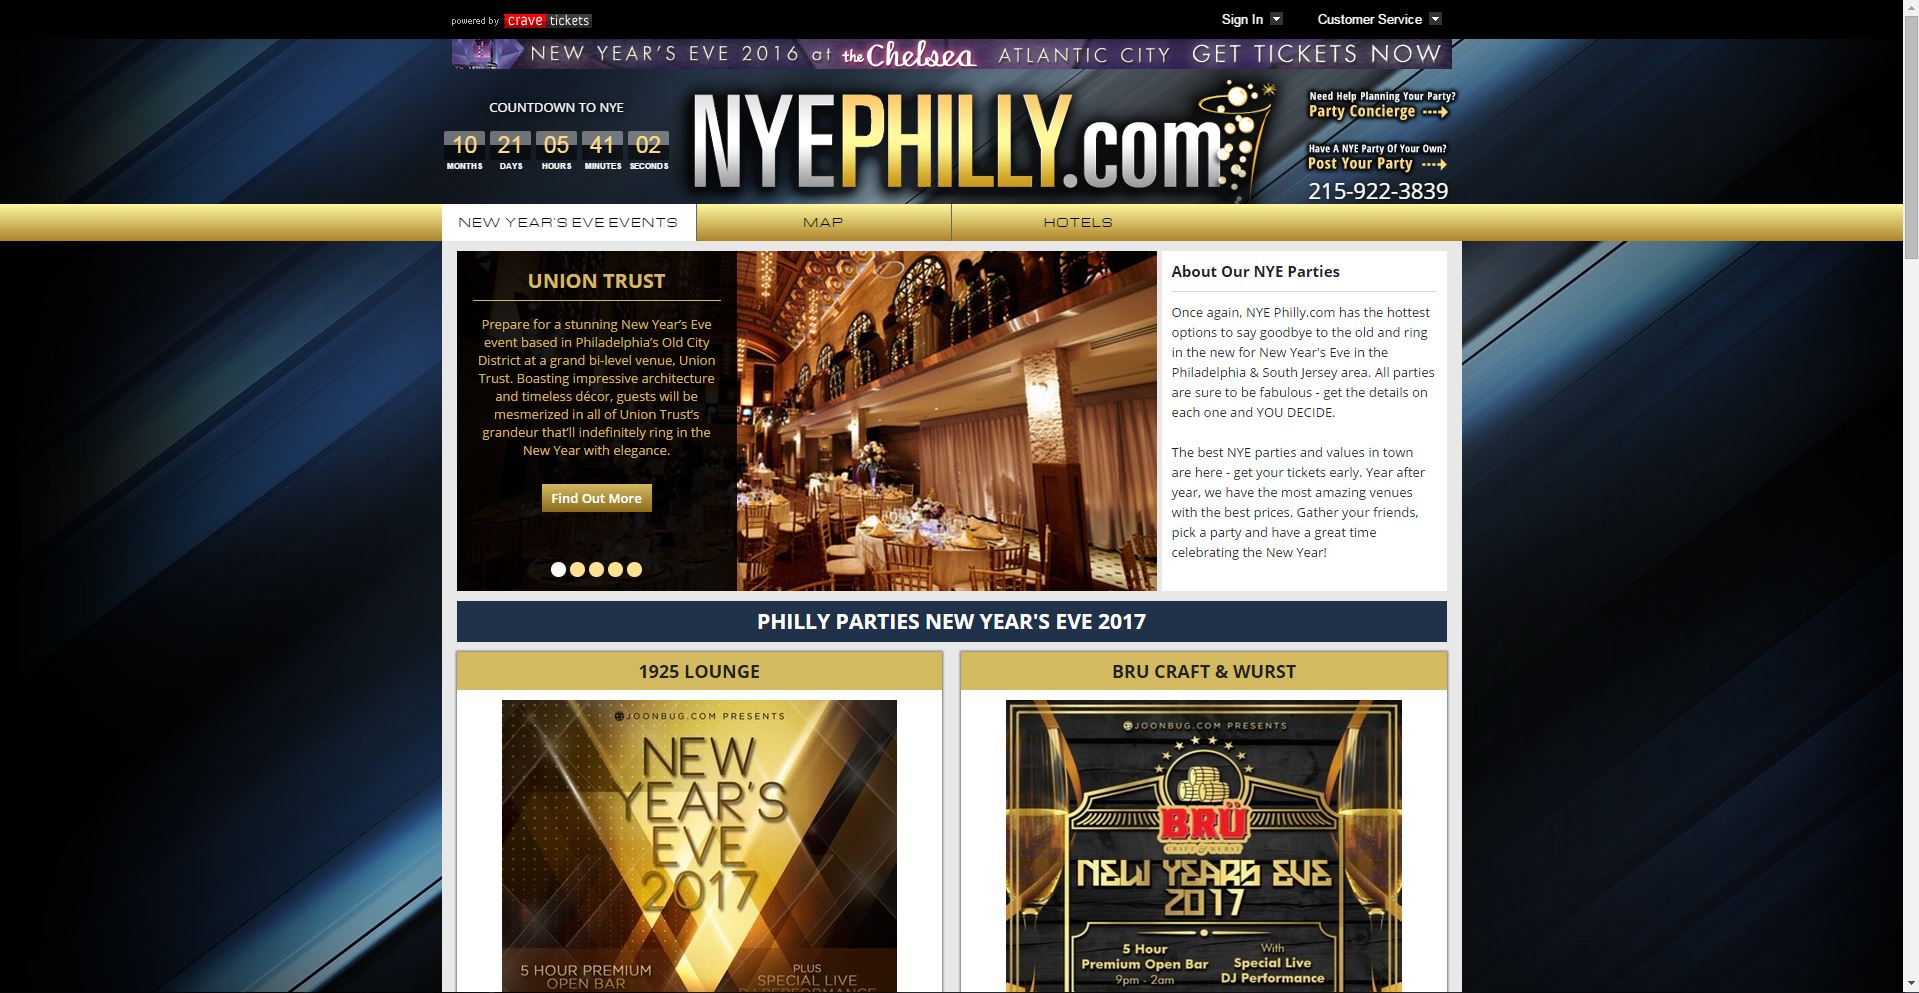 powered by crave tickets
Sign In
Customer Service
NEW YEAR'S EVE 2016 at the Chelsea ATLANTIC CITY GET TICKETS NOW
COUNTDOWN TO NYE
10 21 05 41 02
MONTHS DAYS HOURS MINUTES SECONDS
NYEPHILLY.com
Need Help Planning Your Party?
Party Concierge
Have A NYE Party Of Your Own?
Post Your Party
215-922-3839
NEW YEAR'S EVE EVENTS
MAP
HOTELS
UNION TRUST
Prepare for a stunning New Year's Eve
event based in Philadelphia's Old City
District at a grand bi-level venue, Union
Trust. Boasting impressive architecture
and timeless décor, guests will be
mesmerized in all of Union Trust's
grandeur that'll indefinitely ring in the
New Year with elegance.
Find Out More
About Our NYE Parties
Once again, NYE Philly.com has the hottest
options to say goodbye to the old and ring
in the new for New Year's Eve in the
Philadelphia & South Jersey area. All parties
are sure to be fabulous - get the details on
each one and YOU DECIDE.
The best NYE parties and values in town
are here - get your tickets early. Year after
year, we have the most amazing venues
with the best prices. Gather your friends,
pick a party and have a great time
celebrating the New Year!
PHILLY PARTIES NEW YEAR'S EVE 2017
1925 LOUNGE
JOONBUG.COM PRESENTS
NEW
YEAR'S
EVE
2017
5 HOUR PREMIUM
OPEN BAR
PLUS
SPECIAL LIVE
DJ PERFORMANCE
BRU CRAFT & WURST
JOONBUG.COM PRESENTS
BRÜ
CRAFT & WURST
NEW YEARS EVE
2017
5 Hour
Premium Open Bar
9pm - 2am
With
Special Live
DJ Performance